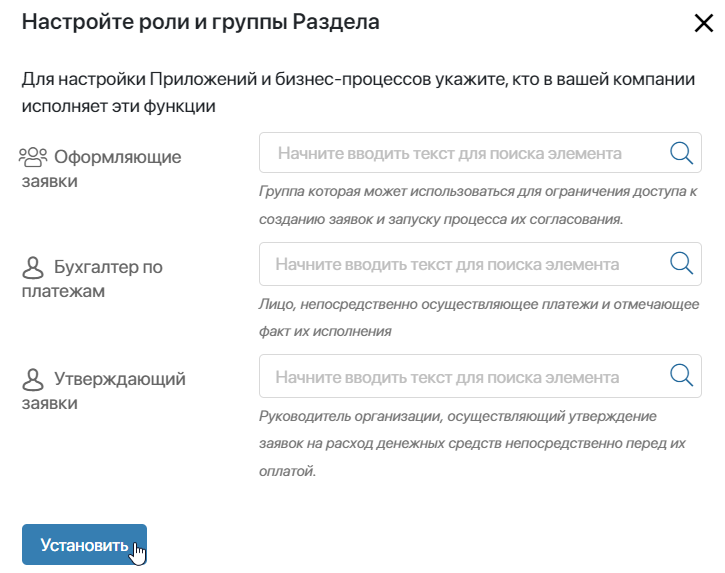 Настройте роли и группы Раздела
Для настройки Приложений и бизнес-процессов укажите, кто в вашей компании
исполняет эти функции
Оформляющие
заявки
Начните вводить текст для поиска элемента
Группа которая может использоваться для ограничения доступа к
созданию заявок и запуску процесса их согласования.
Бухгалтер по
платежам
Начните вводить текст для поиска элемента
Лицо, непосредственно осуществляющее платежи и отмечающее
факт их исполнения
Утверждающий
заявки
Начните вводить текст для поиска элемента
Руководитель организации, осуществляющий утверждение
заявок на расход денежных средств непосредственно перед их
оплатой.
Установить